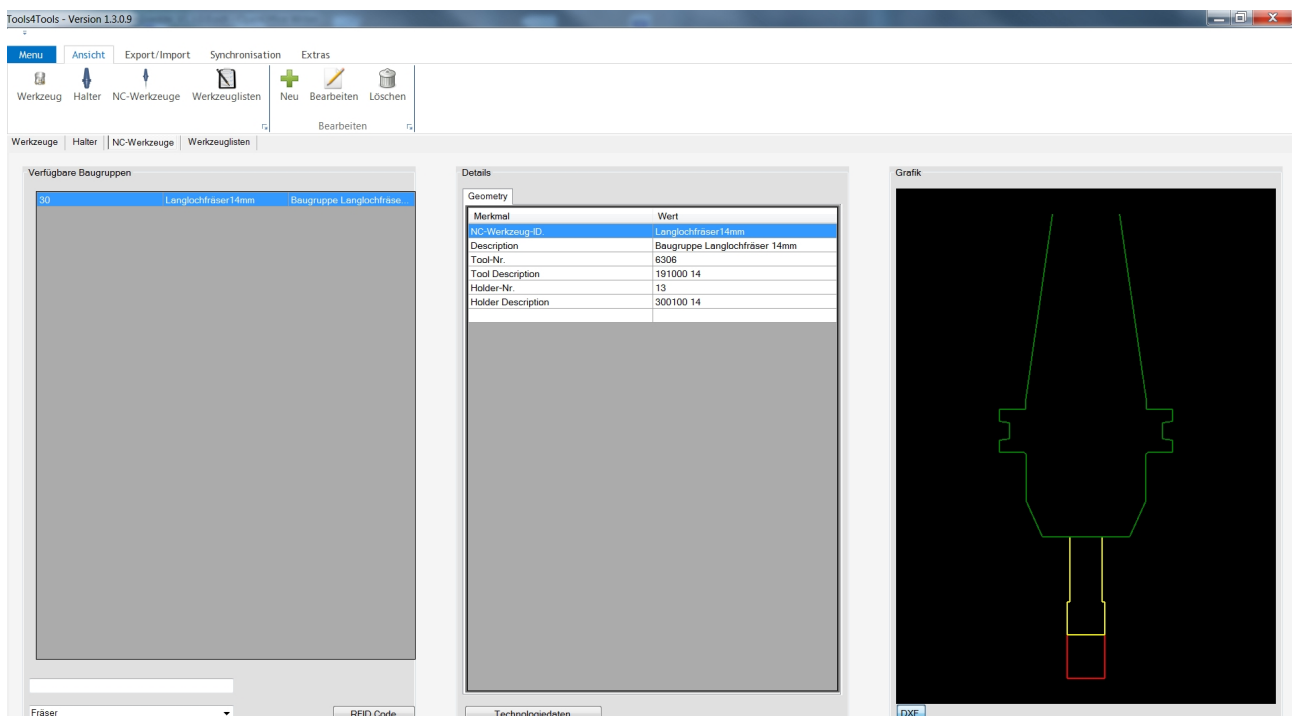 Tools4Tools - Version 1.3.0.9
Menu Ansicht Export/Import Synchronisation Extras
Werkzeug Halter NC-Werkzeuge Werkzeuglisten Neu Bearbeiten Löschen
Bearbeiten
Werkzeuge Halter NC-Werkzeuge Werkzeuglisten
Verfügbare Baugruppen
30 Langlochfräser14mm Baugruppe Langlochfräse...
Fräser RFID Code
Details
Geometry
Merkmal Wert
NC-Werkzeug-ID. Langlochfräser14mm
Description Baugruppe Langlochfräser 14mm
Tool-Nr. 6306
Tool Description 191000 14
Holder-Nr. 13
Holder Description 300100 14
Technologiedaten
Grafik
DXF